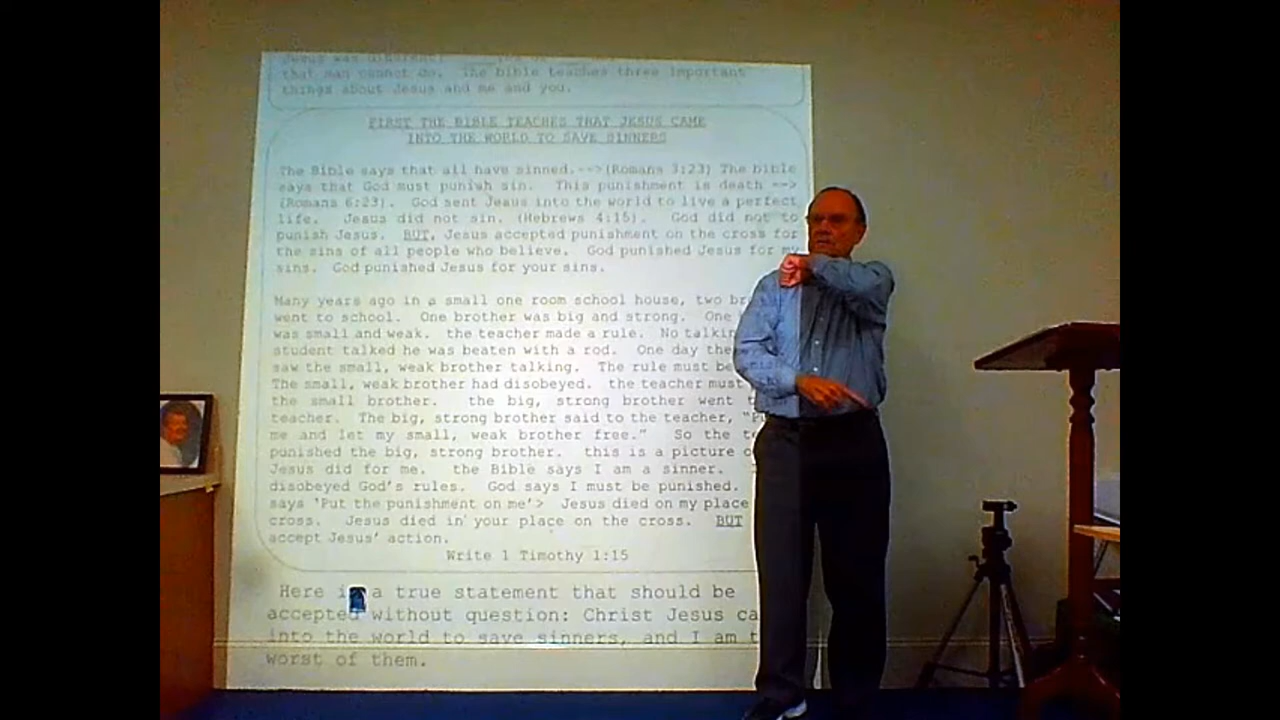 that man cannot do. The bible teaches three important
things about Jesus and me and you.
FIRST THE BIBLE TEACHES THAT JESUS CAME
INTO THE WORLD TO SAVE SINNERS
The Bible says that all have sinned.-->(Romans 3:23) The bible
says that God must punish sin. This punishment is death -->
(Romans 6:23). God sent Jesus into the world to live a perfect
life. Jesus did not sin. (Hebrews 4:15). God did not to
punish Jesus. BUT, Jesus accepted punishment on the cross for
the sins of all people who believe. God punished Jesus for my
sins. God punished Jesus for your sins.
Many years ago in a small one room school house, two
went to school. One brother was big and strong. One
was small and weak. the teacher made a rule. No
student talked he was beaten with a rod. One day
saw the small, weak brother talking. The rule must be
The small, weak brother had disobeyed. the teacher must
the small brother. the big, strong brother went
teacher. The big, strong brother said to the teacher,
me and let my small, weak brother free." So the
punished the big, strong brother. this is a picture
Jesus did for me. the Bible says I am a sinner.
disobeyed God's rules. God says I must be punished.
says 'Put the punishment on me'> Jesus died on my place
cross. Jesus died in your place on the cross. BUT
accept Jesus' action.
Write 1 Timothy 1:15
Here a true statement that should be
accepted without question: Christ Jesus
into the world to save sinners, and I am
worst of them.